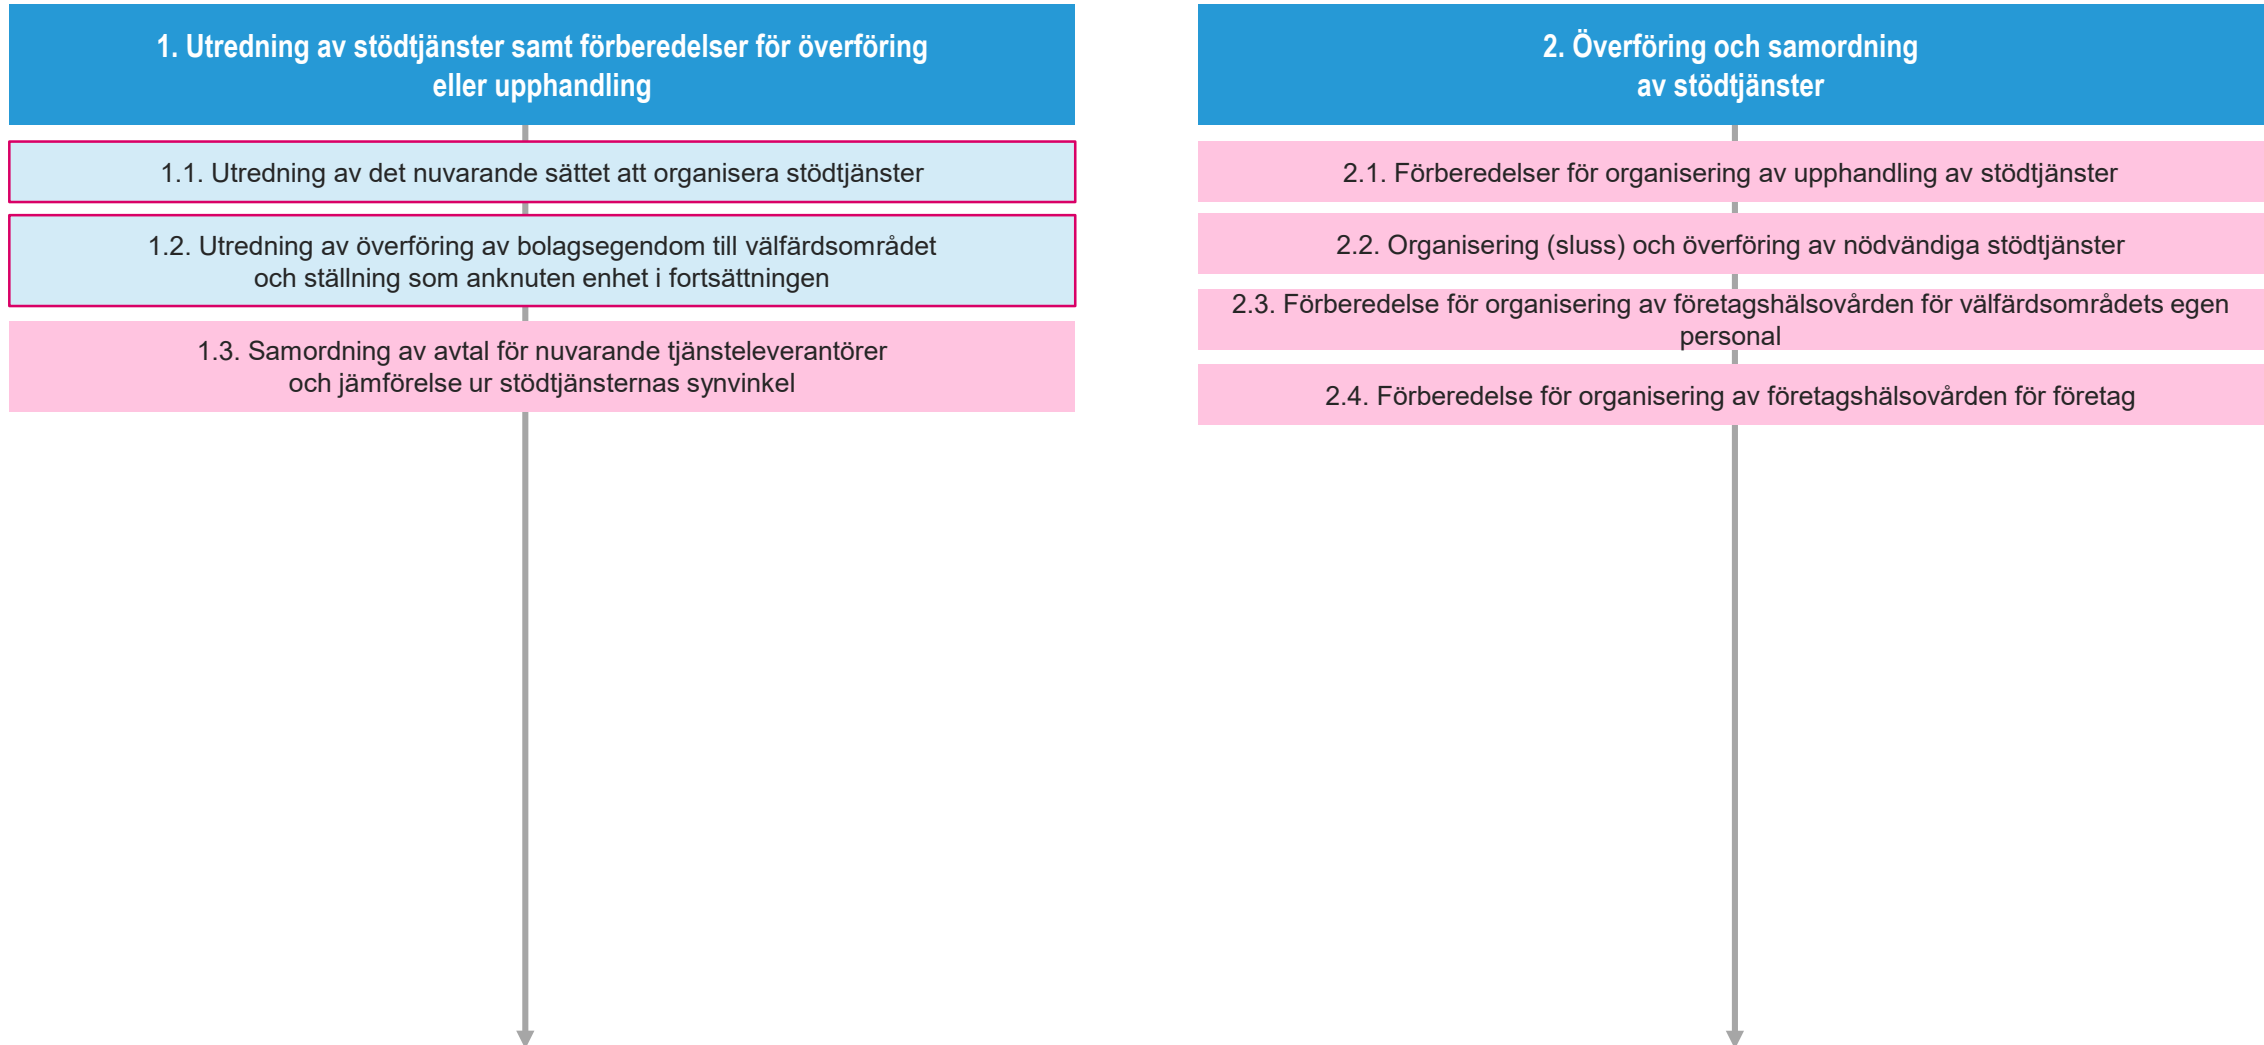 1. Utredning av stödtjänster samt förberedelser för överföring
eller upphandling
1.1. Utredning av det nuvarande sättet att organisera stödtjänster
1.2. Utredning av överföring av bolagsegendom till välfärdsområdet
och ställning som anknuten enhet i fortsättningen
1.3. Samordning av avtal för nuvarande tjänsteleverantörer
och jämförelse ur stödtjänsternas synvinkel
2. Överföring och samordning
av stödtjänster
2.1. Förberedelser för organisering av upphandling av stödtjänster
2.2. Organisering (sluss) och överföring av nödvändiga stödtjänster
2.3. Förberedelse för organisering av företagshälsovården för välfärdsområdets egen
personal
2.4. Förberedelse för organisering av företagshälsovården för företag